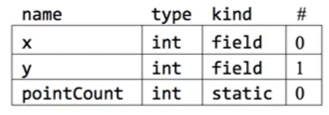 name type kind #
x int field 0
y int field 1
pointCount int static 0